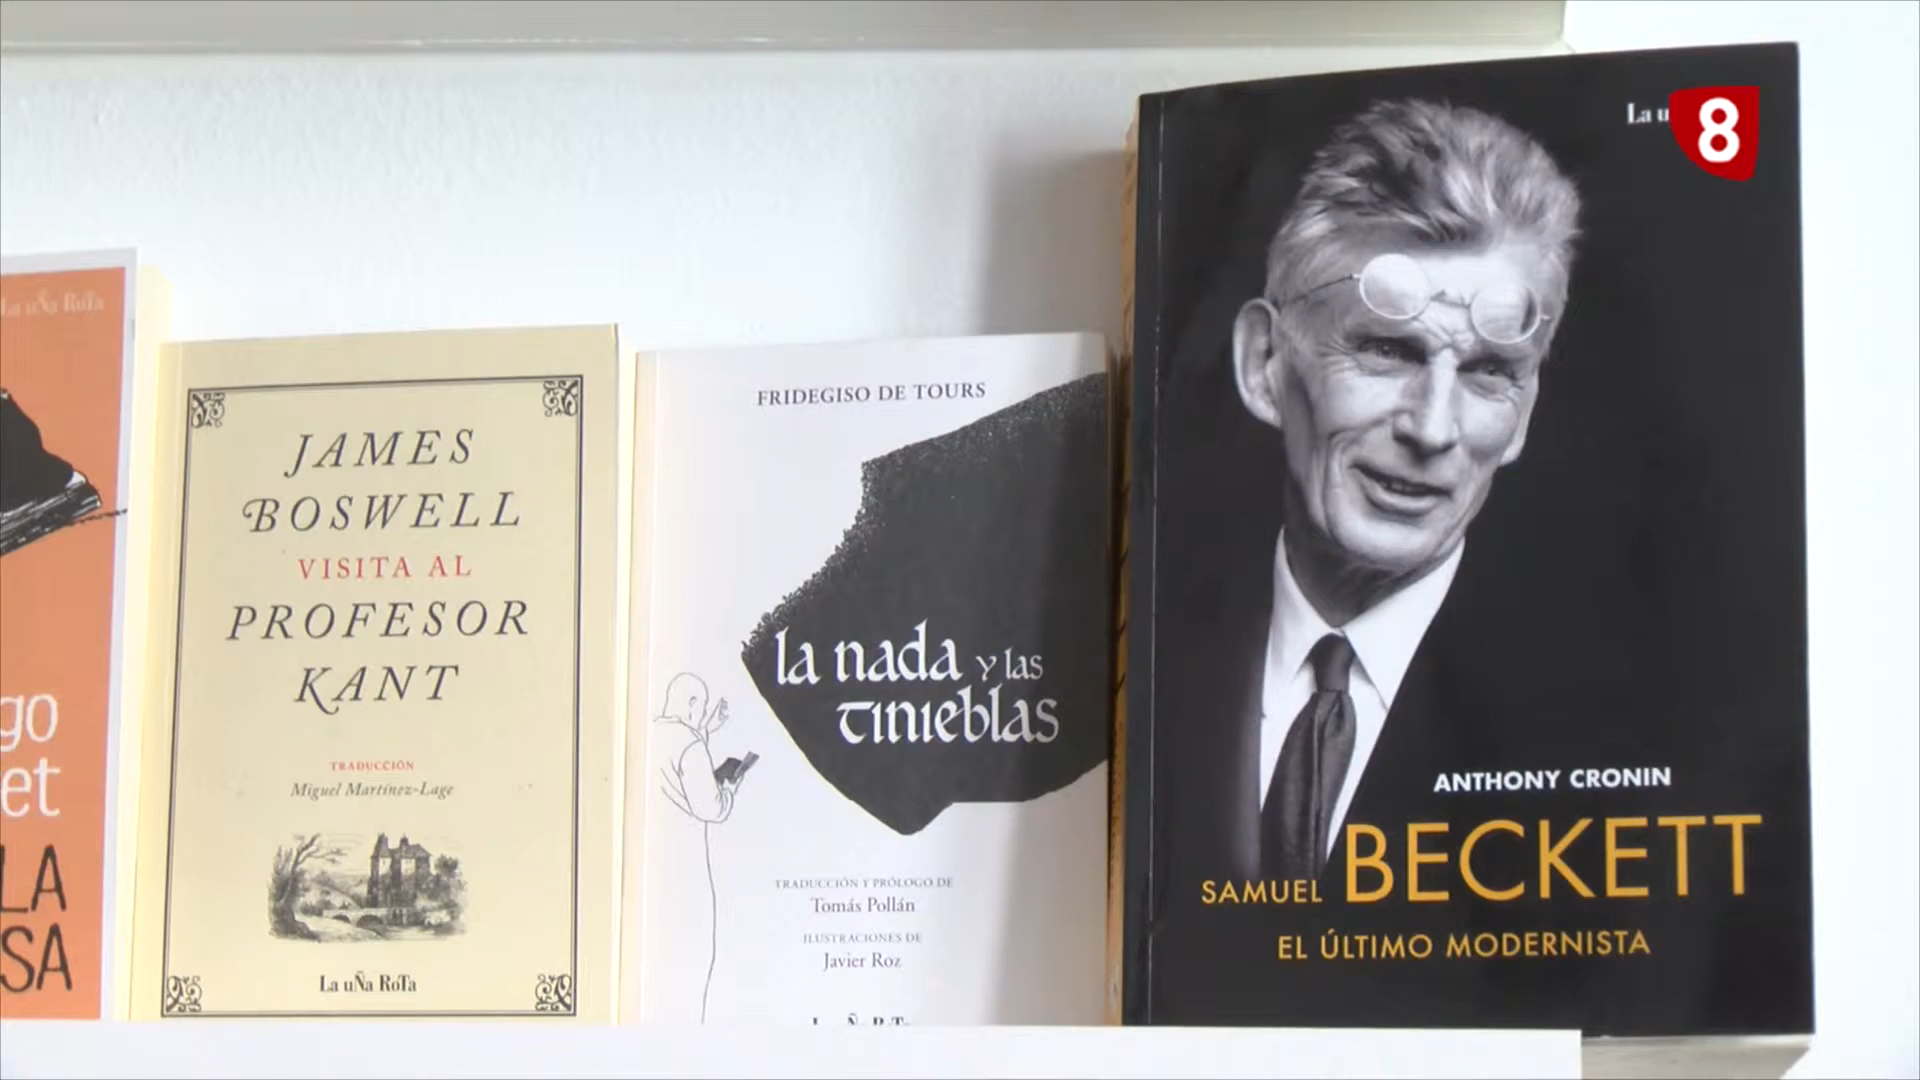 La uÑa RoTa
go
et
LA
SA
JAMES
BOSWELL
VISITA AL
PROFESOR
KANT
TRADUCCIÓN
Miguel Martínez-Lage
La uÑa RoTa
FRIDEGISO DE TOURS
la nada y las
tinieblas
TRADUCCIÓN Y PRÓLOGO DE
Tomás Pollán
ILUSTRACIONES DE
Javier Roz
La u
8
ANTHONY CRONIN
SAMUEL BECKETT
EL ÚLTIMO MODERNISTA